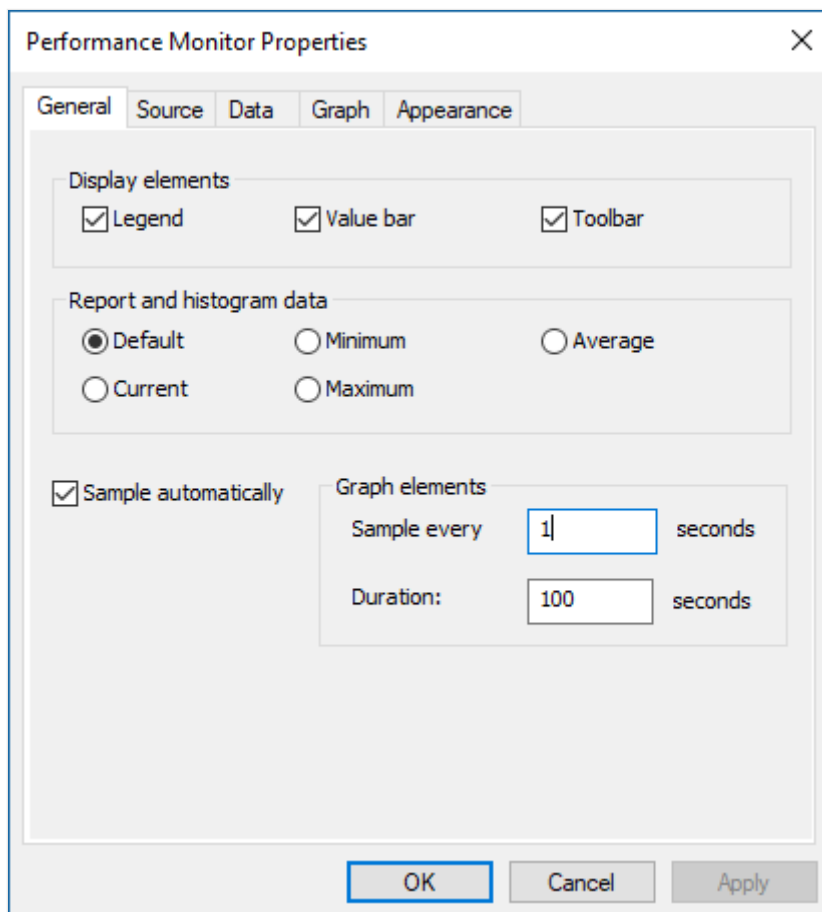 Performance Monitor Properties
General Source Data Graph Appearance
Display elements
Legend Value bar Toolbar
Report and histogram data
Default Minimum Average
Current Maximum
Sample automatically
Graph elements
Sample every 1 seconds
Duration: 100 seconds
OK Cancel Apply